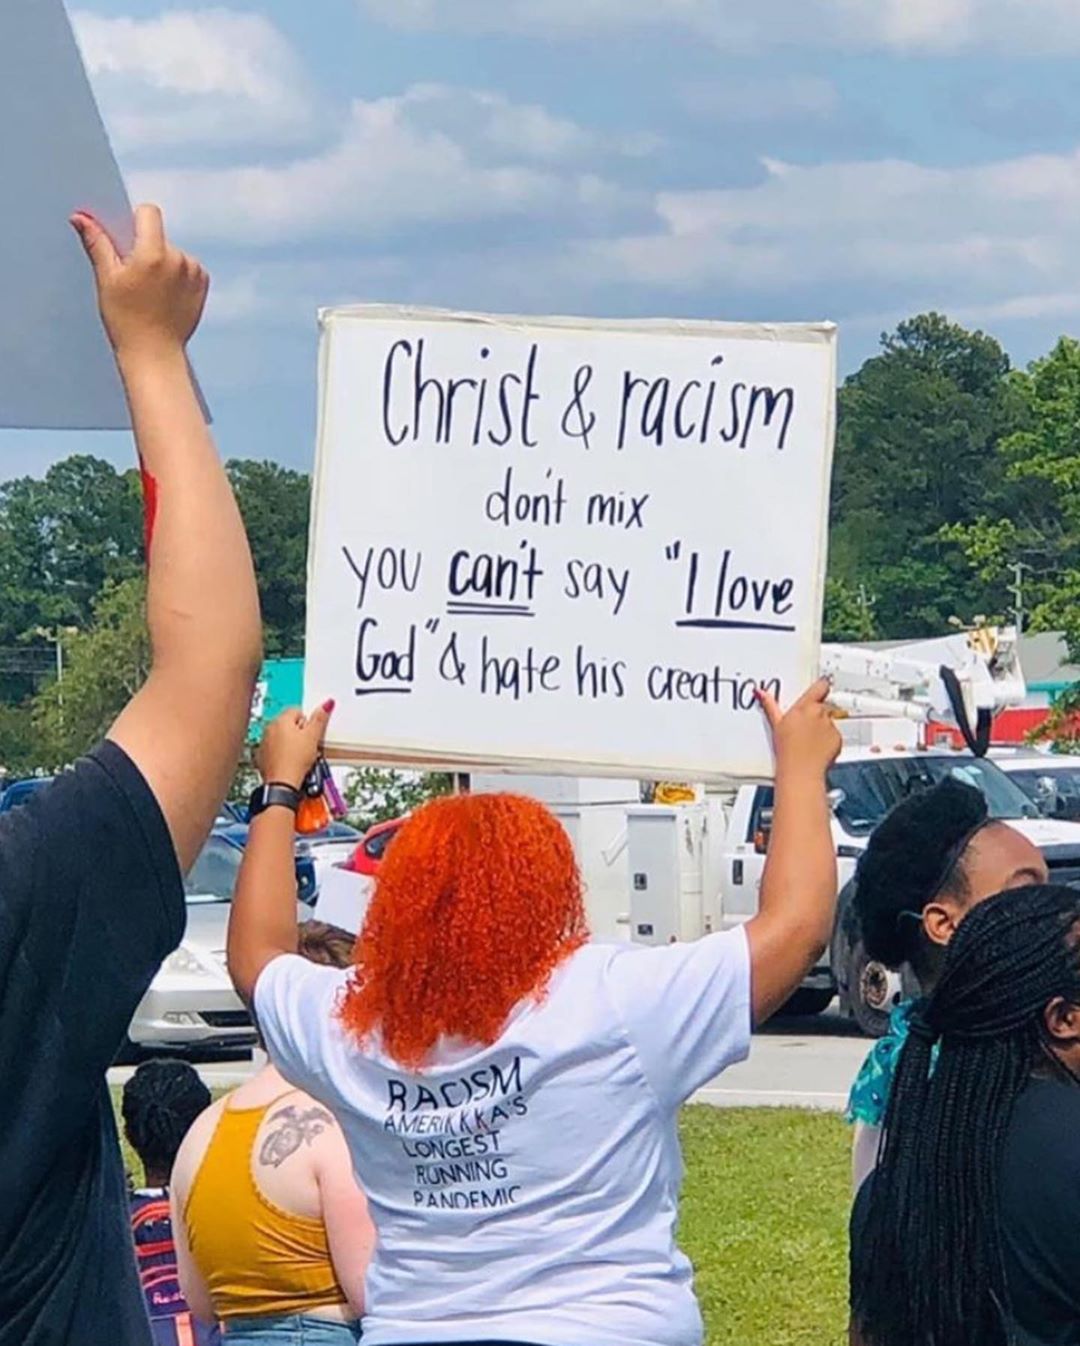 Christ & racism
don't mix
you can't say "I love
God" & hate his creation
RACISM
AMERIKKKA'S
LONGEST
RUNNING
PANDEMIC